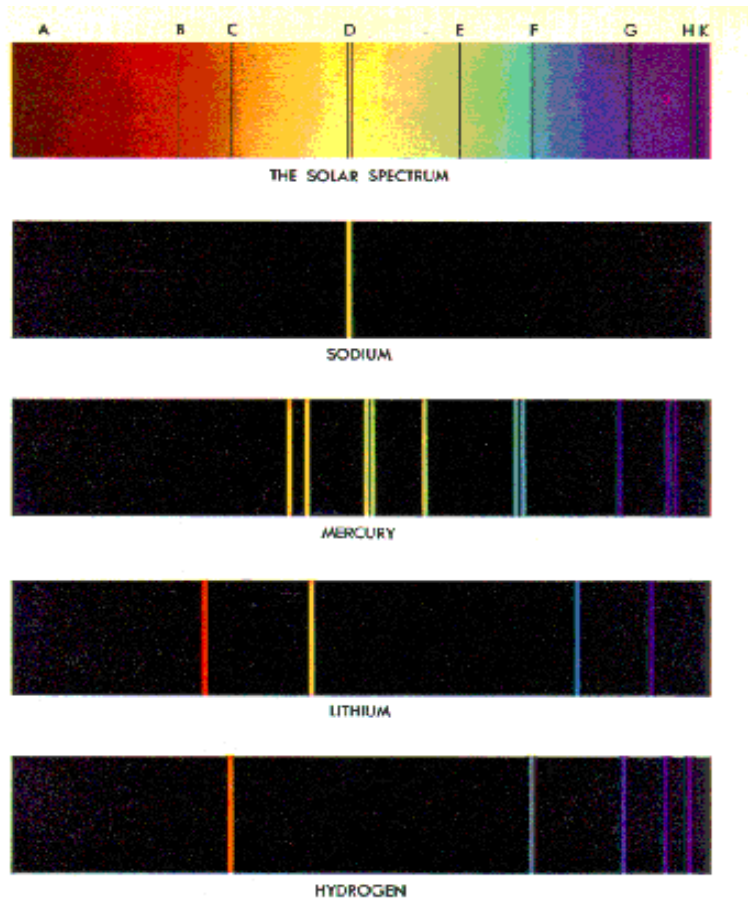 A B C D E F G H K
THE SOLAR SPECTRUM
SODIUM
MERCURY
LITHIUM
HYDROGEN